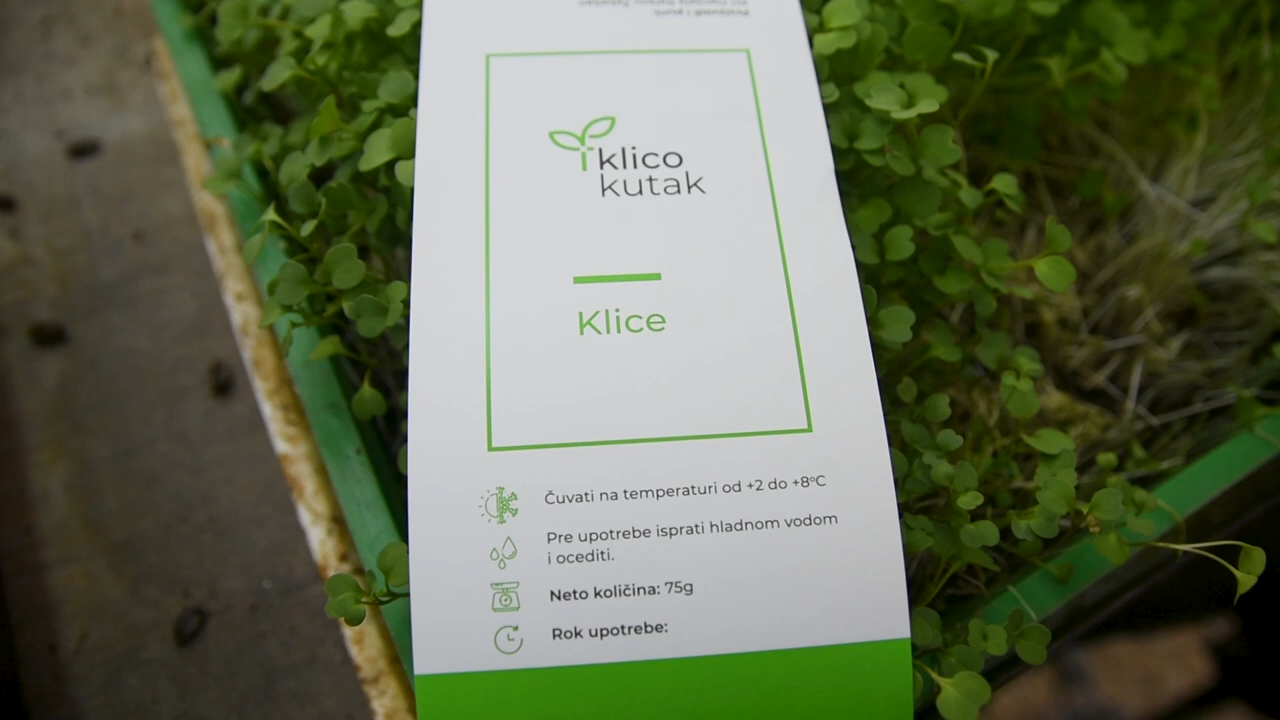 klico
kutak
Klice
Čuvati na temperaturi od +2 do +8°C
Pre upotrebe isprati hladnom vodom
i ocediti.
Neto količina: 75g
Rok upotrebe: